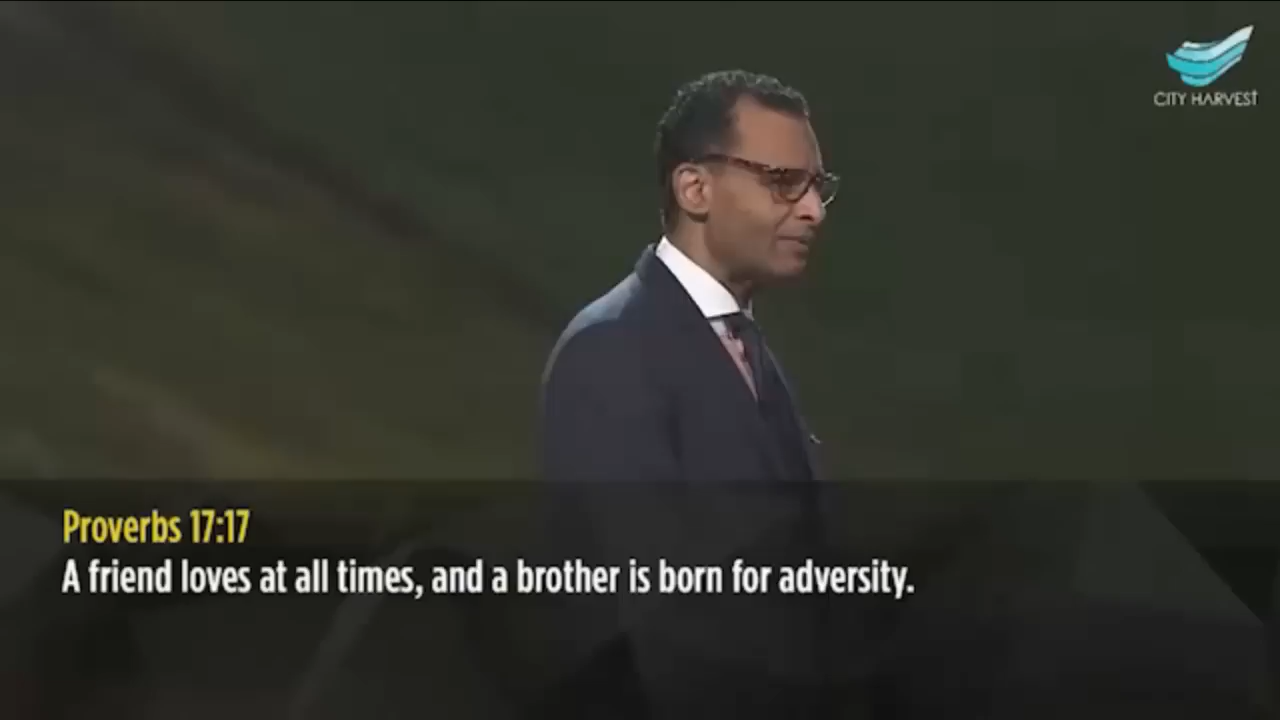 CITY HARVEST
Proverbs 17:17
A friend loves at all times, and a brother is born for adversity.